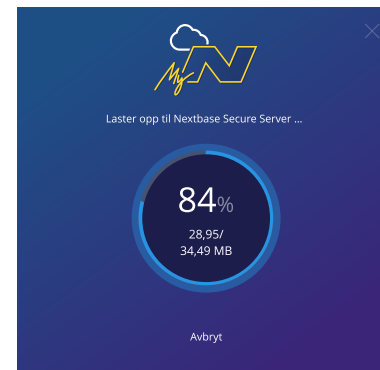 My N
Laster opp til Nextbase Secure Server ...
84%
28,95/
34,49 MB
Avbryt